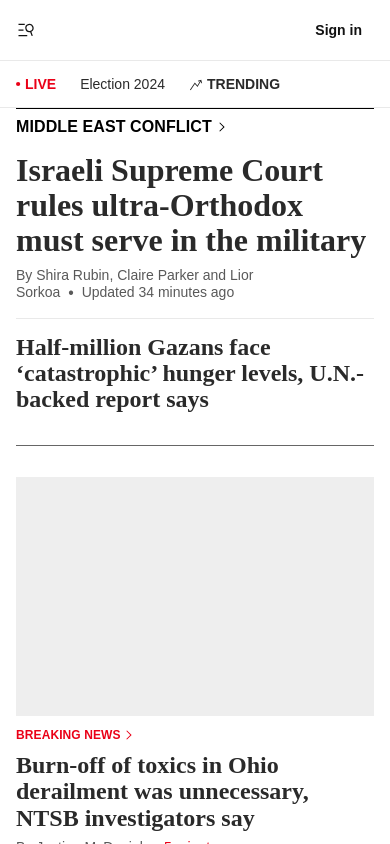 Sign in
LIVE
Election 2024
TRENDING
MIDDLE EAST CONFLICT
Israeli Supreme Court
rules ultra-Orthodox
must serve in the military
By Shira Rubin, Claire Parker and Lior
Sorkoa • Updated 34 minutes ago
Half-million Gazans face
‘catastrophic’ hunger levels, U.N.-
backed report says
BREAKING NEWS
Burn-off of toxics in Ohio
derailment was unnecessary,
NTSB investigators say